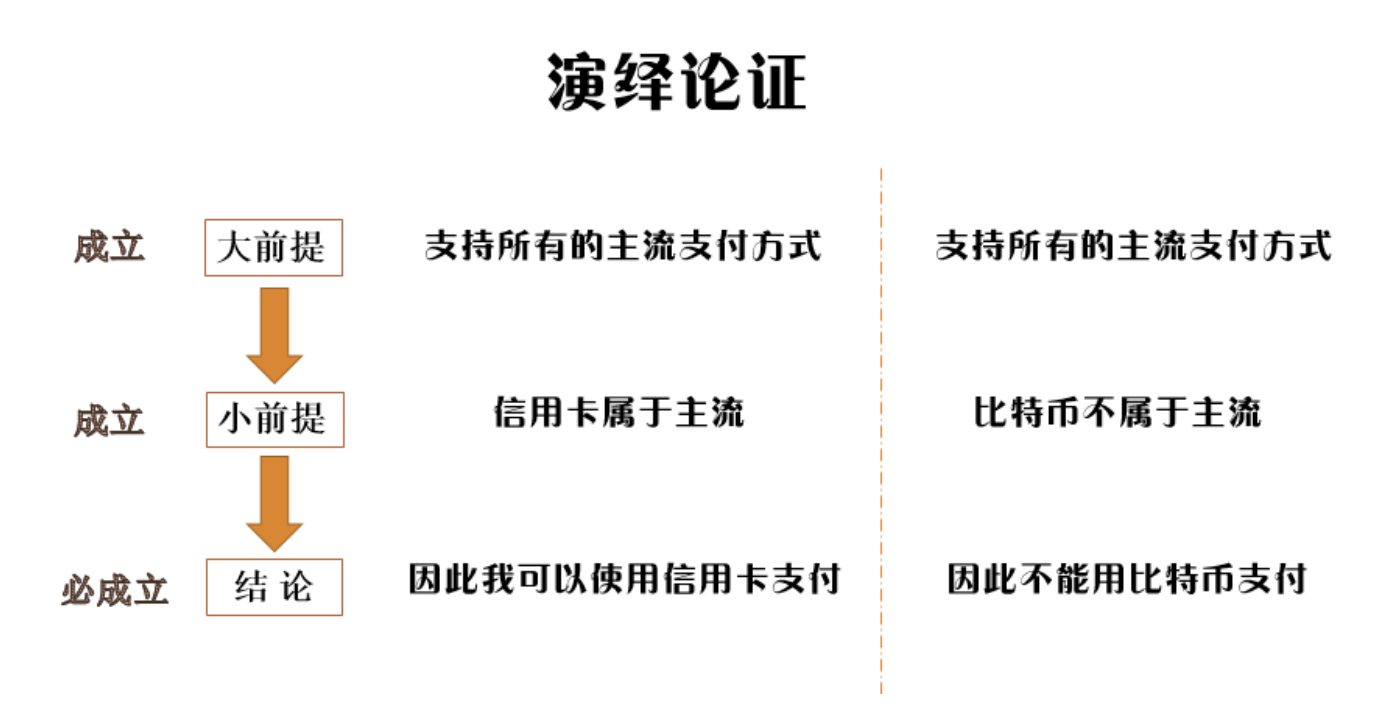 演绎论证
成立 大前提 支持所有的主流支付方式 支持所有的主流支付方式
成立 小前提 信用卡属于主流 比特币不属于主流
必成立 结 论 因此我可以使用信用卡支付 因此不能用比特币支付